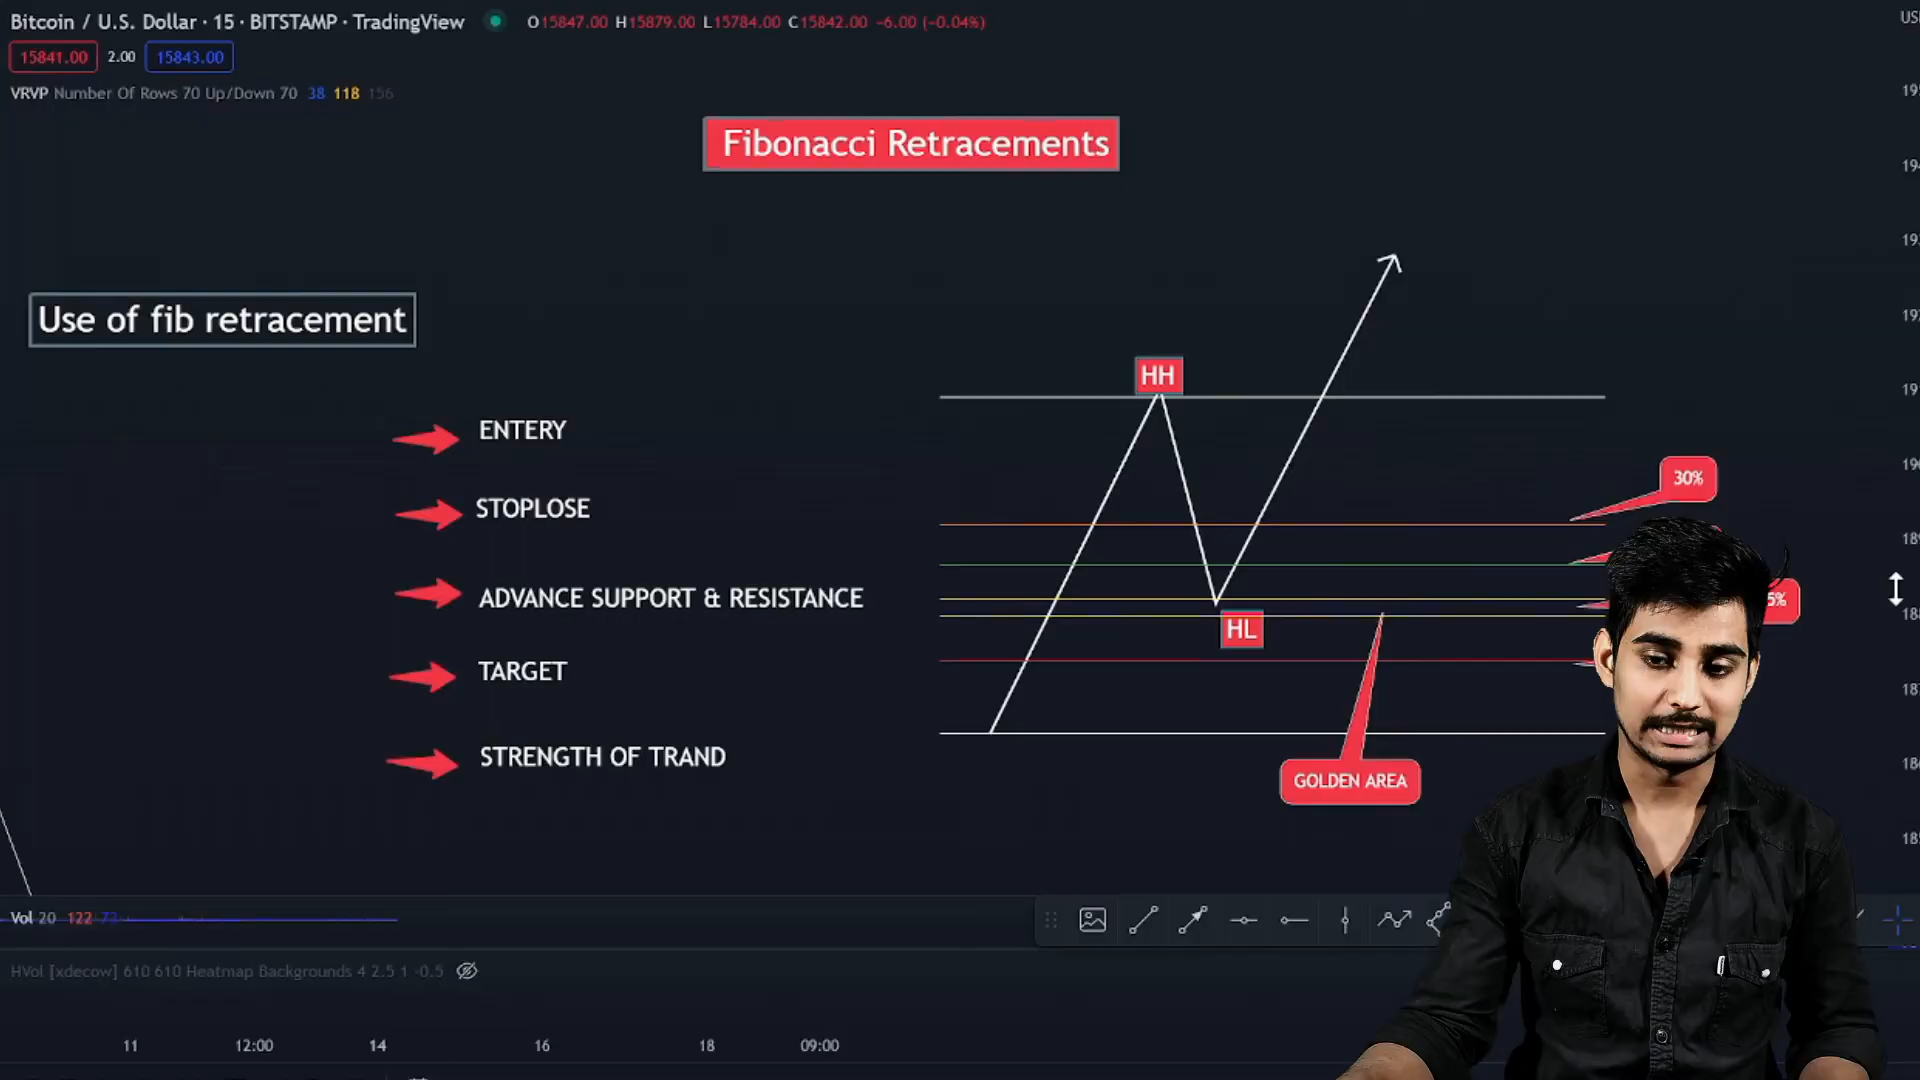 Bitcoin / U.S. Dollar · 15 · BITSTAMP · TradingView O15847.00 H15879.00 L15784.00 C15842.00 −6.00 (−0.04%)
15841.00 2.00 15843.00
VRVP Number Of Rows 70 Up/Down 70 38 118 156
Fibonacci Retracements
Use of fib retracement
HH
ENTERY
30%
STOPLOSE
ADVANCE SUPPORT & RESISTANCE
HL
TARGET
STRENGTH OF TRAND
GOLDEN AREA
Vol 20 122
HVol [xdecow] 610 610 Heatmap Backgrounds 4 2.5 1 -0.5
11 12:00 14 16 18 09:00